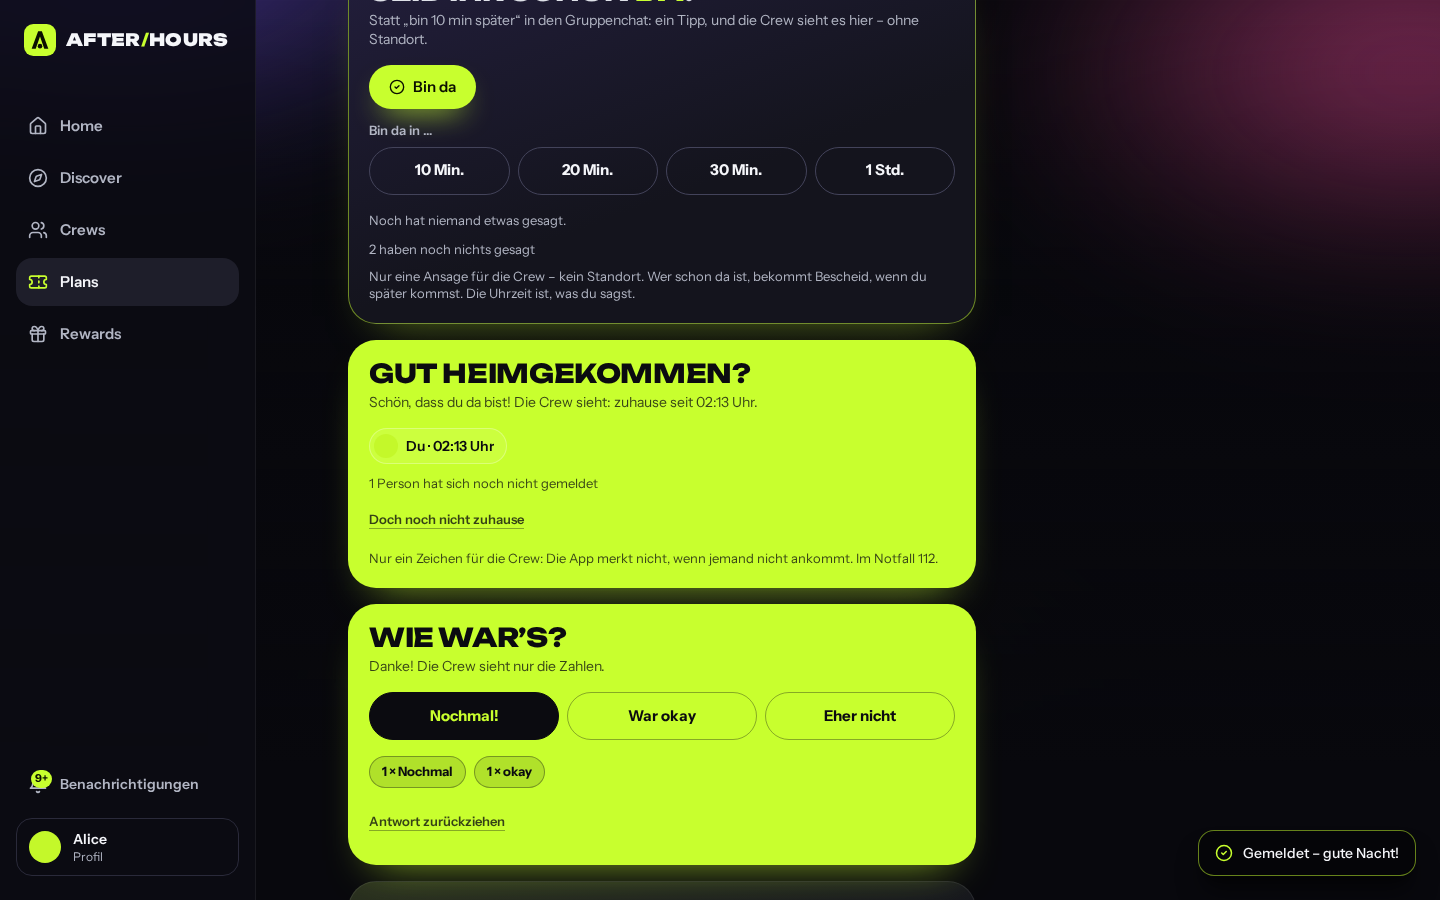 AFTER/HOURS
Home
Discover
Crews
Plans
Rewards
9+
Benachrichtigungen
Alice
Profil
Statt „bin 10 min später“ in den Gruppenchat: ein Tipp, und die Crew sieht es hier – ohne
Standort.
Bin da
Bin da in ...
10 Min.
20 Min.
30 Min.
1 Std.
Noch hat niemand etwas gesagt.
2 haben noch nichts gesagt
Nur eine Ansage für die Crew – kein Standort. Wer schon da ist, bekommt Bescheid, wenn du
später kommst. Die Uhrzeit ist, was du sagst.
GUT HEIMGEKOMMEN?
Schön, dass du da bist! Die Crew sieht: zuhause seit 02:13 Uhr.
Du · 02:13 Uhr
1 Person hat sich noch nicht gemeldet
Doch noch nicht zuhause
Nur ein Zeichen für die Crew: Die App merkt nicht, wenn jemand nicht ankommt. Im Notfall 112.
WIE WAR’S?
Danke! Die Crew sieht nur die Zahlen.
Nochmal!
War okay
Eher nicht
1 × Nochmal
1 × okay
Antwort zurückziehen
Gemeldet – gute Nacht!